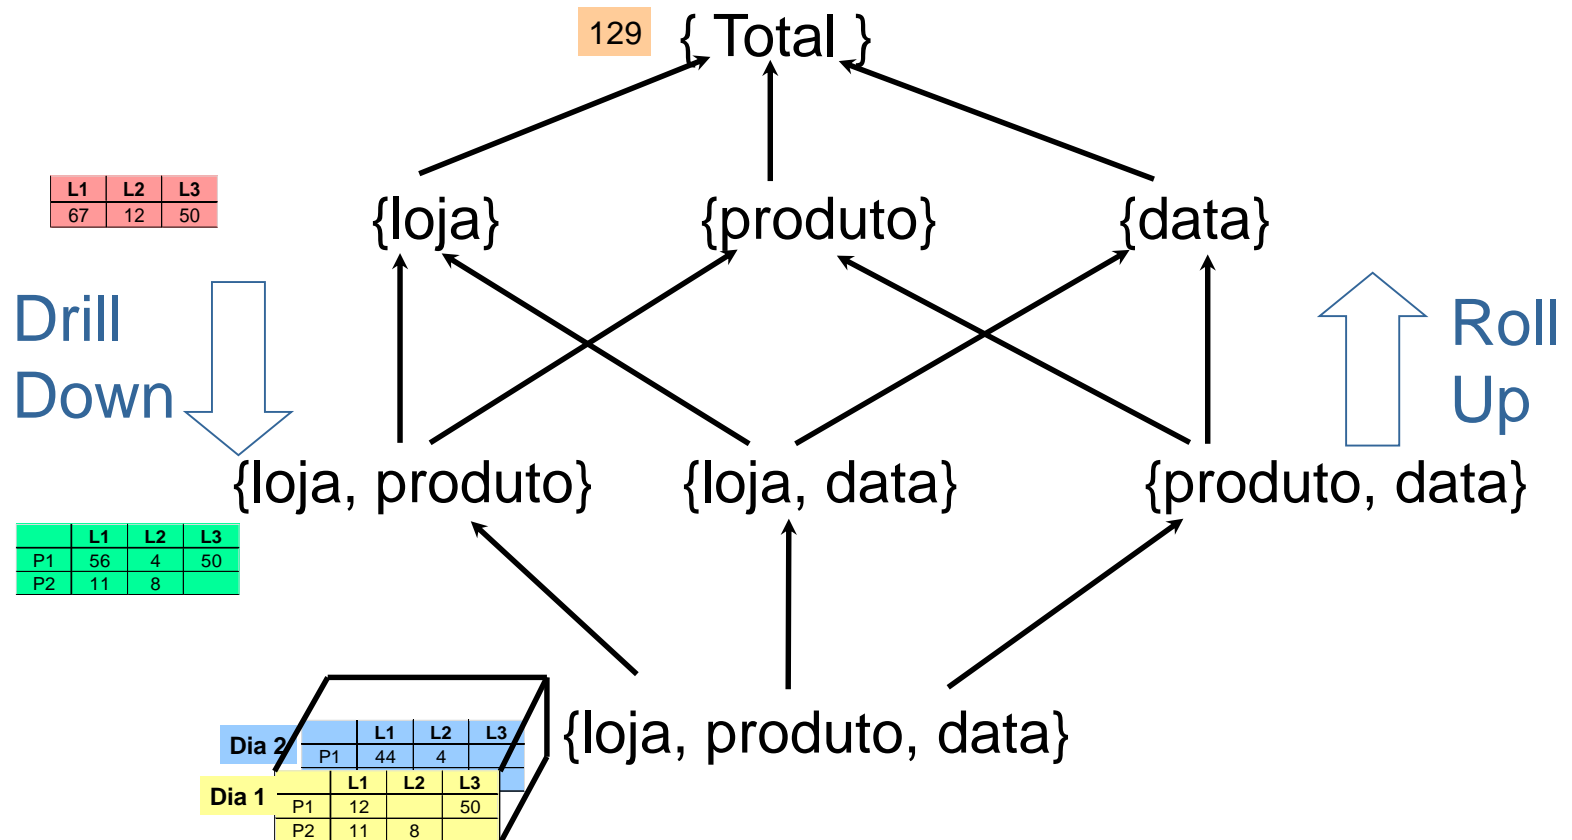 129 { Total }
L1 L2 L3
67 12 50
{loja} {produto} {data}
Drill
Down
Roll
Up
{loja, produto} {loja, data} {produto, data}
L1 L2 L3
P1 56 4 50
P2 11 8
{loja, produto, data}
Dia 2
L1 L2 L3
P1 44 4
Dia 1
L1 L2 L3
P1 12 50
P2 11 8